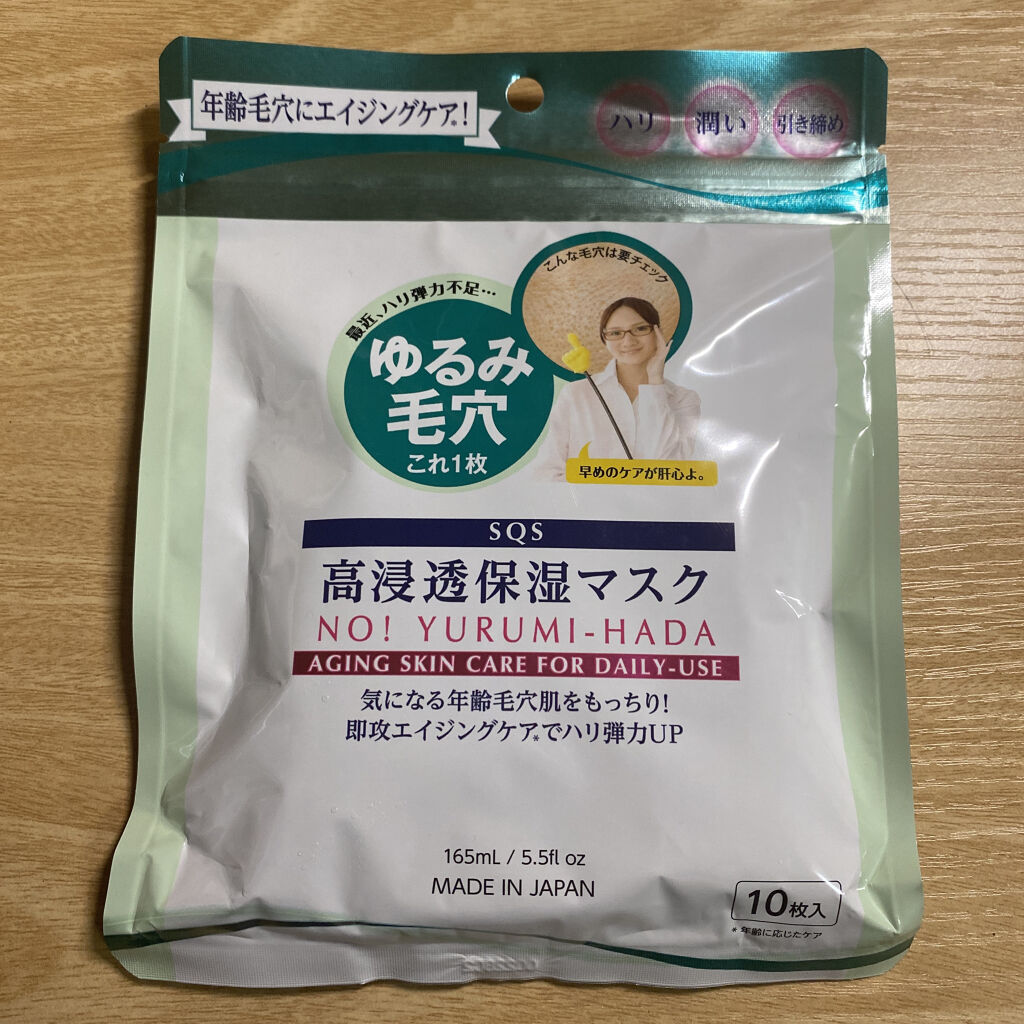 年齢毛穴にエイジングケア*!
ハリ 潤い 引き締め
こんな毛穴は要チェック
最近、ハリ弾力不足…
ゆるみ
毛穴
これ1枚
早めのケアが肝心よ。
SQS
高浸透保湿マスク
NO! YURUMI-HADA
AGING SKIN CARE FOR DAILY-USE
気になる年齢毛穴肌をもっちり!
即攻エイジングケア*でハリ弾力UP
165mL / 5.5fl oz
MADE IN JAPAN
10枚入
* 年齢に応じたケア